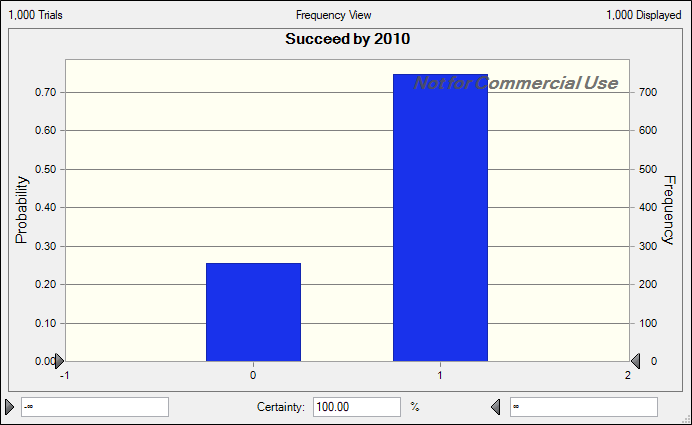 1,000 Trials Frequency View 1,000 Displayed
Succeed by 2010
Not for Commercial Use
Probability
Frequency
0.70 700
0.60 600
0.50 500
0.40 400
0.30 300
0.20 200
0.10 100
0.00 0
-1 0 1 2
-∞ Certainty: 100.00 % ∞